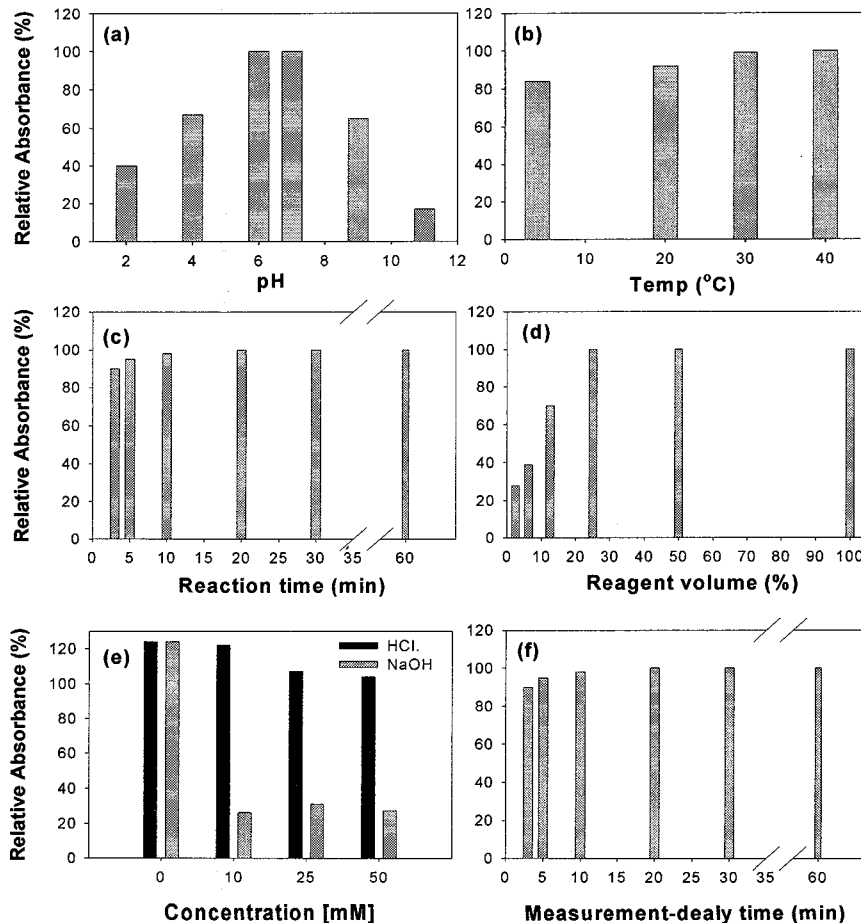 Relative Absorbance (%)
(a)
120
100
80
60
40
20
0
2 4 6 8 10 12
pH
(b)
120
100
80
60
40
20
0
0 10 20 30 40
Temp (°C)
Relative Absorbance (%)
(c)
120
100
80
60
40
20
0
0 5 10 15 20 25 30 35 60
Reaction time (min)
(d)
120
100
80
60
40
20
0
0 10 20 30 40 50 60 70 80 90 100
Reagent volume (%)
Relative Absorbance (%)
(e)
HCl.
NaOH
120
100
80
60
40
20
0
0 10 25 50
Concentration [mM]
(f)
120
100
80
60
40
20
0
0 5 10 15 20 25 30 35 60
Measurement-dealy time (min)